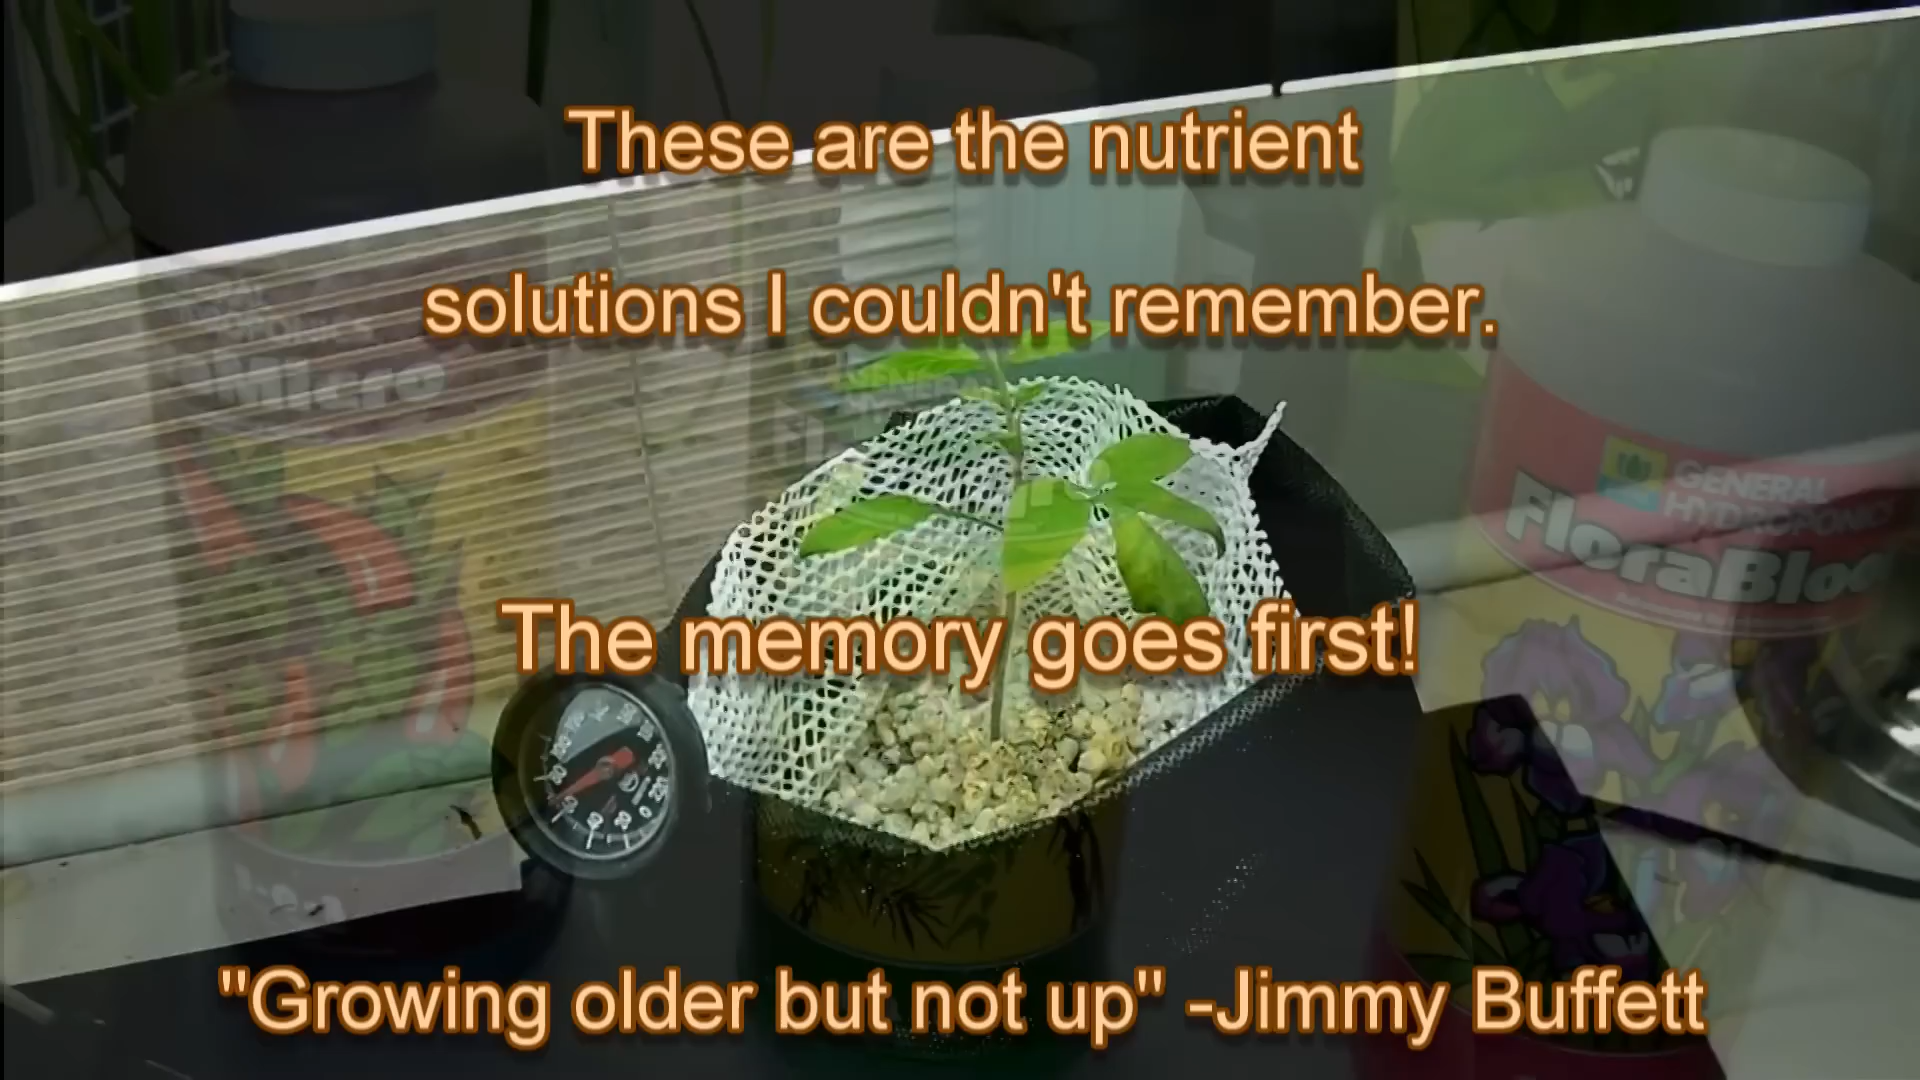 These are the nutrient
solutions I couldn't remember.
Micro
GENERAL
GENERAL
HYDROPONICS
FloraBloo
The memory goes first!
"Growing older but not up" -Jimmy Buffett